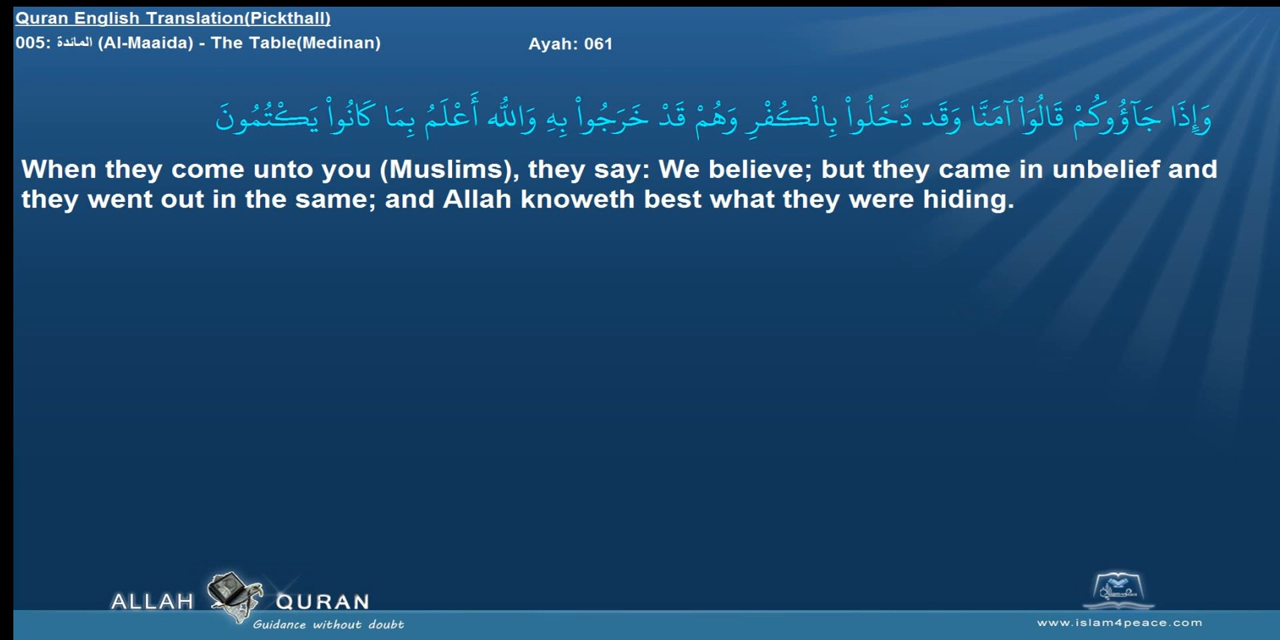 Quran English Translation(Pickthall)
005: المائدة (Al-Maaida) - The Table(Medinan)
Ayah: 061
وَإِذَا جَآؤُوكُمْ قَالُوَاْ آمَنَّا وَقَد دَّخَلُواْ بِالْكُفْرِ وَهُمْ قَدْ خَرَجُواْ بِهِ وَاللّهُ أَعْلَمُ بِمَا كَانُواْ يَكْتُمُونَ
When they come unto you (Muslims), they say: We believe; but they came in unbelief and
they went out in the same; and Allah knoweth best what they were hiding.
ALLAH QURAN
Guidance without doubt
www.islam4peace.com